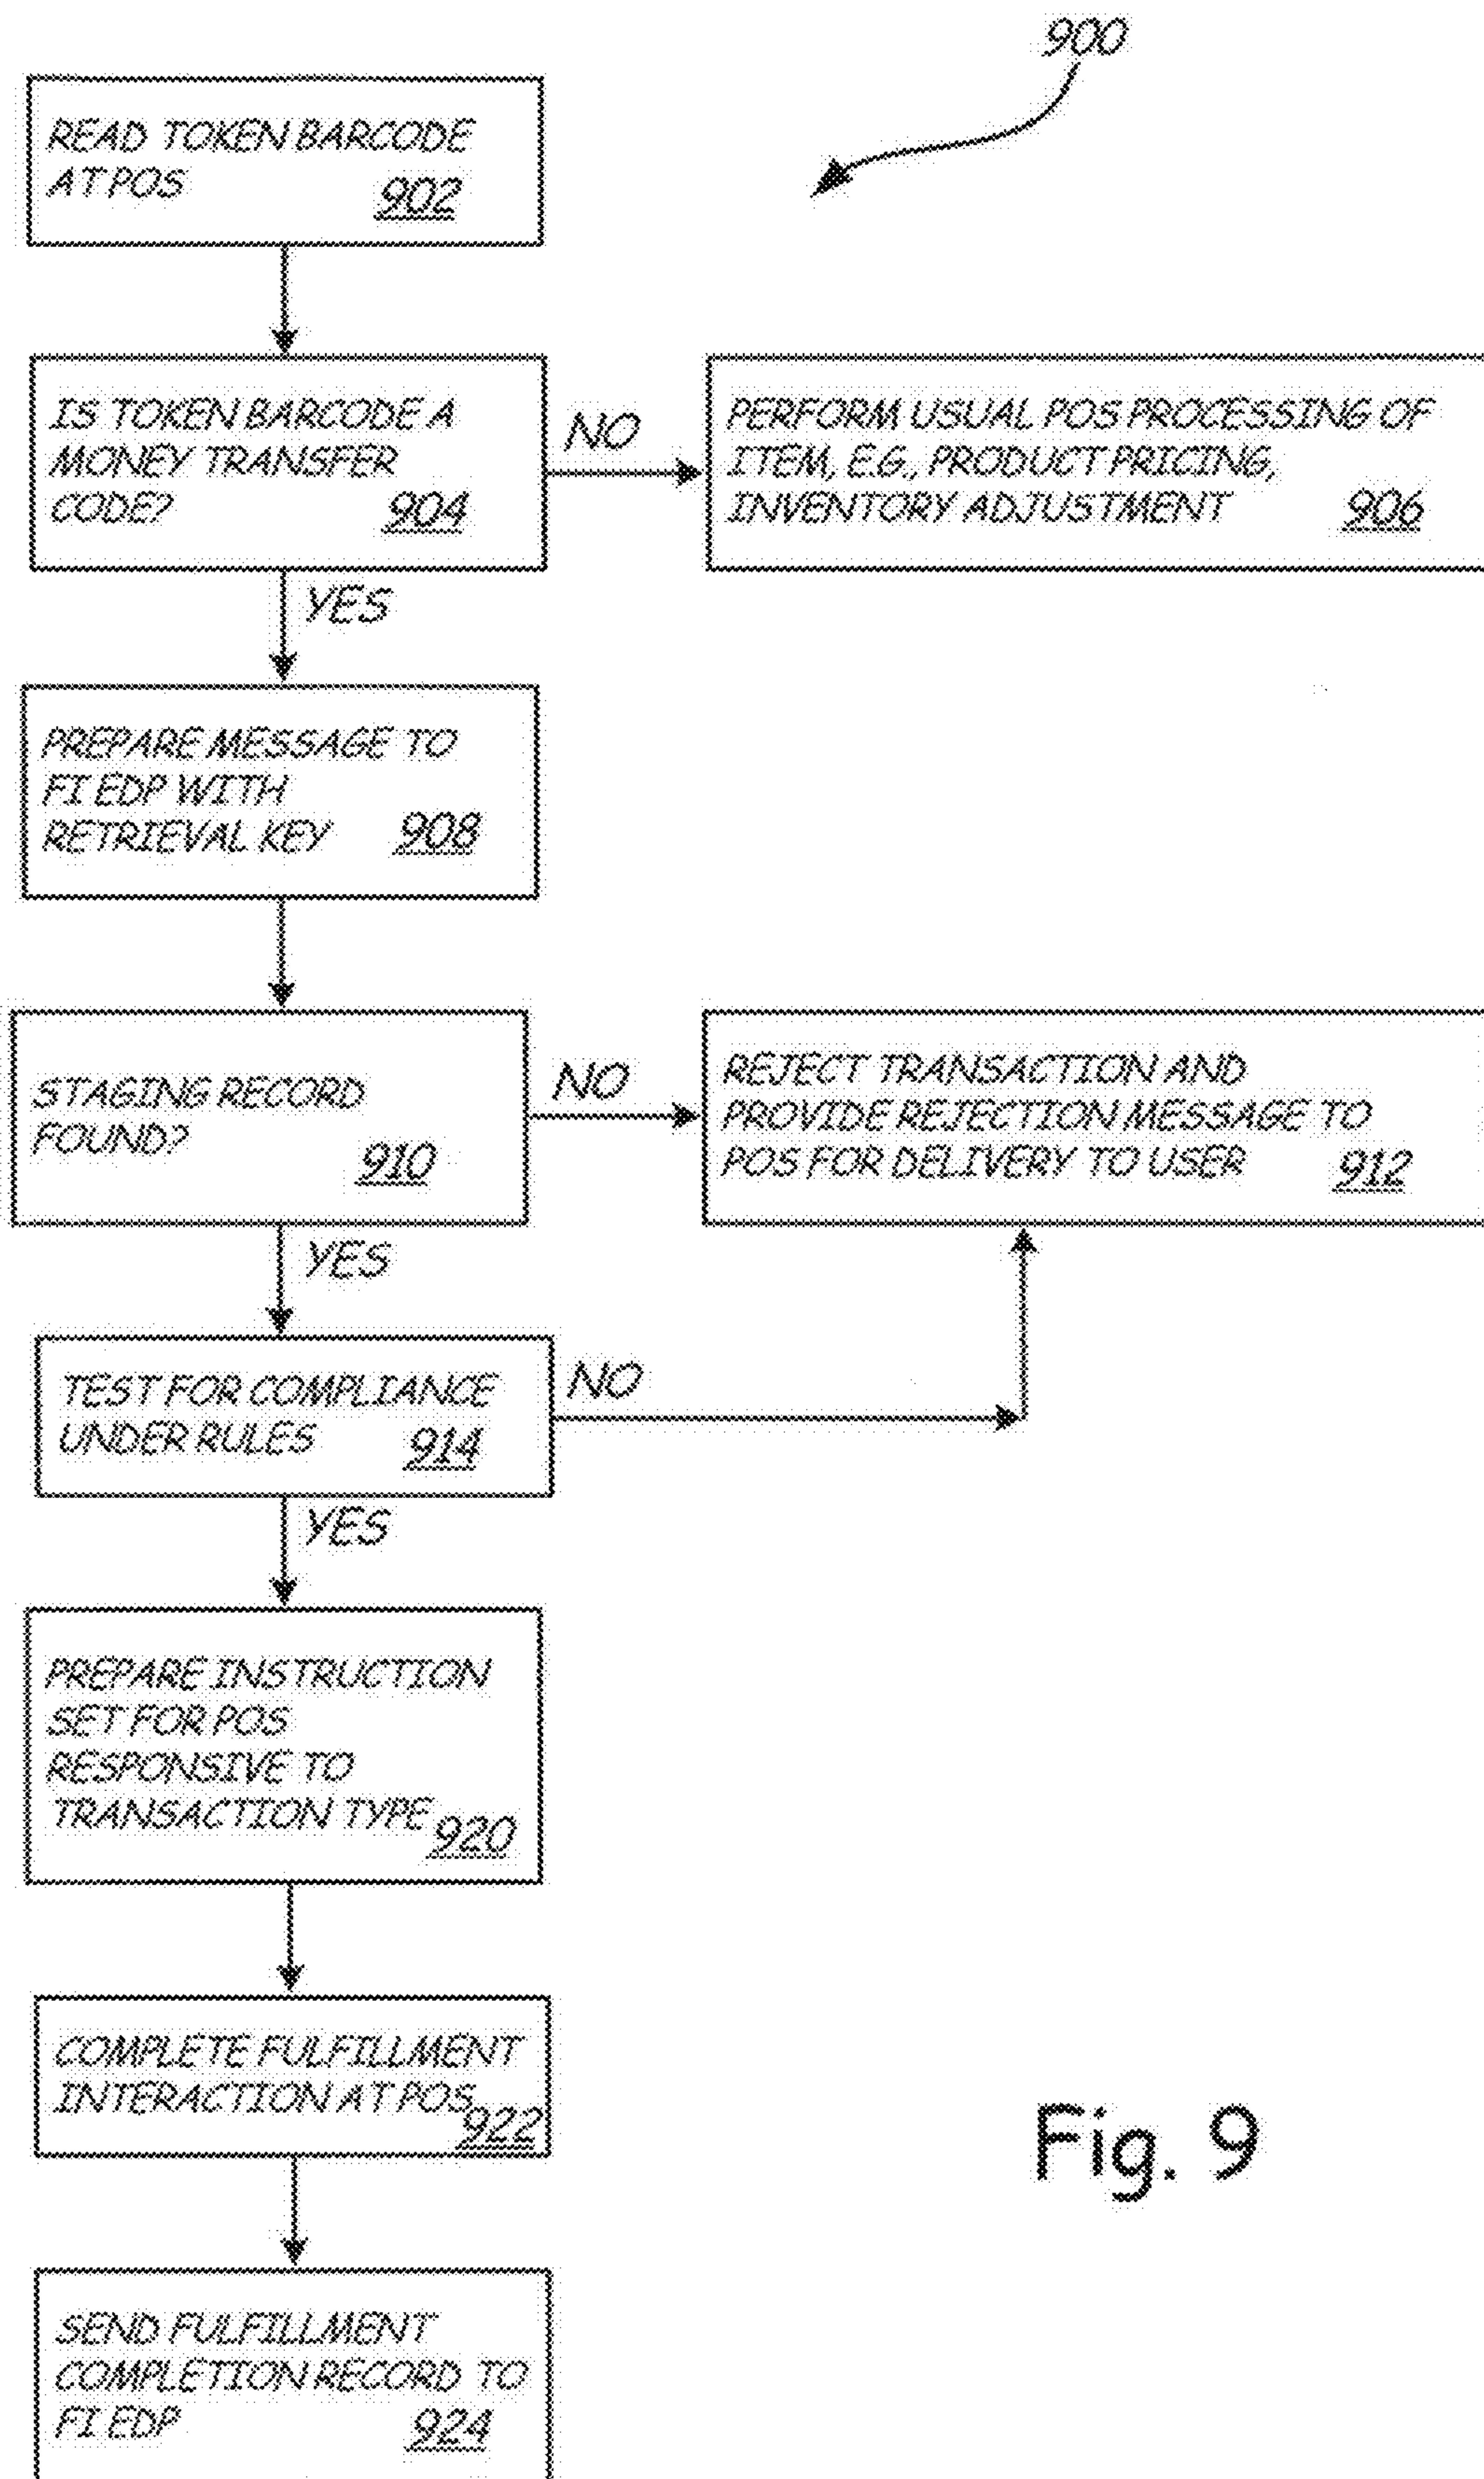 900
READ TOKEN BARCODE
AT POS
902
IS TOKEN BARCODE A
MONEY TRANSFER
CODE?
904
NO
PERFORM USUAL POS PROCESSING OF
ITEM, E.G., PRODUCT PRICING,
INVENTORY ADJUSTMENT
906
YES
PREPARE MESSAGE TO
FI EDP WITH
RETRIEVAL KEY
908
STAGING RECORD
FOUND?
910
NO
REJECT TRANSACTION AND
PROVIDE REJECTION MESSAGE TO
POS FOR DELIVERY TO USER
912
YES
TEST FOR COMPLIANCE
UNDER RULES
914
NO
YES
PREPARE INSTRUCTION
SET FOR POS
RESPONSIVE TO
TRANSACTION TYPE
920
COMPLETE FULFILLMENT
INTERACTION AT POS
922
SEND FULFILLMENT
COMPLETION RECORD TO
FI EDP
924
Fig. 9